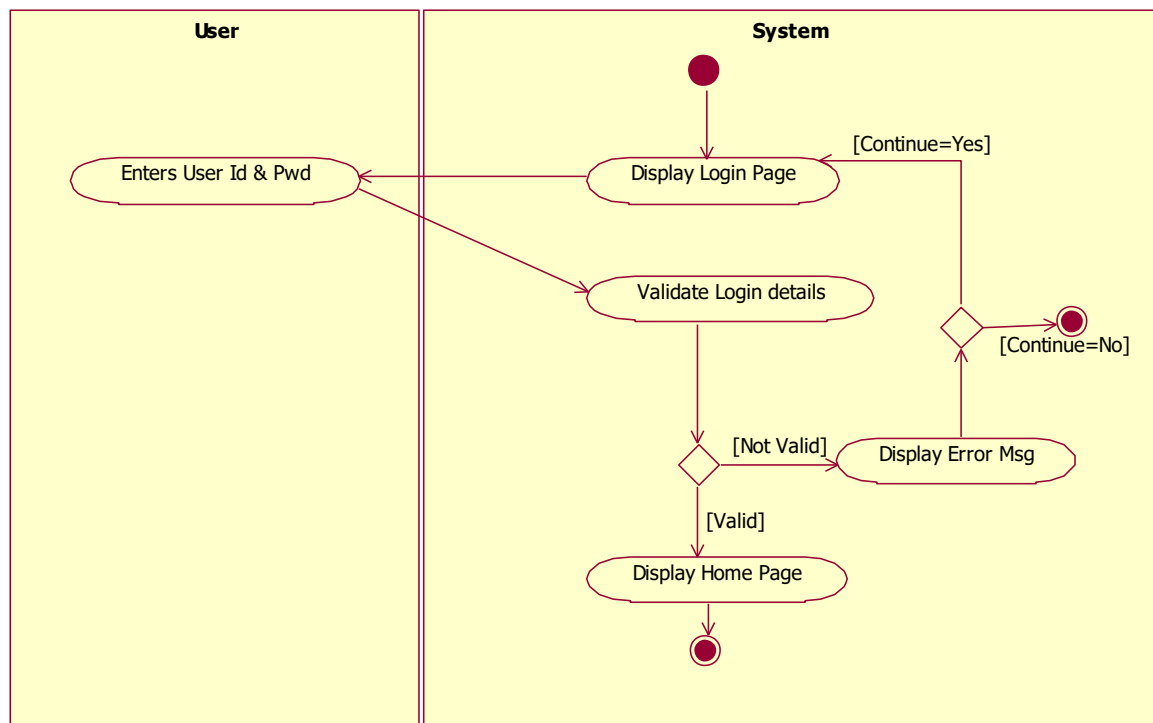 User
System
[Continue=Yes]
Enters User Id & Pwd
Display Login Page
Validate Login details
[Continue=No]
[Not Valid]
Display Error Msg
[Valid]
Display Home Page